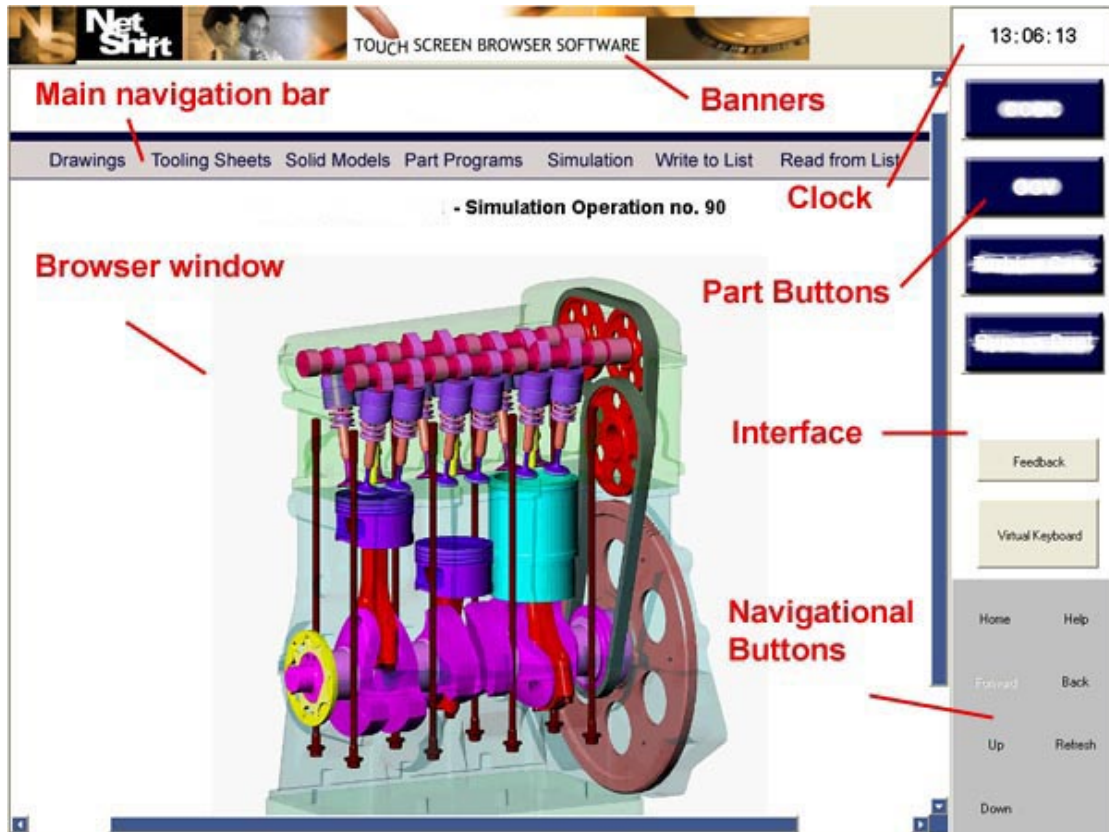 NS
Net
Shift
TOUCH SCREEN BROWSER SOFTWARE
13:06:13
Main navigation bar
Banners
Drawings Tooling Sheets Solid Models Part Programs Simulation Write to List Read from List
Clock
- Simulation Operation no. 90
Browser window
Part Buttons
Interface
Feedback
Virtual Keyboard
Navigational
Buttons
Home Help
Forward Back
Up Refresh
Down